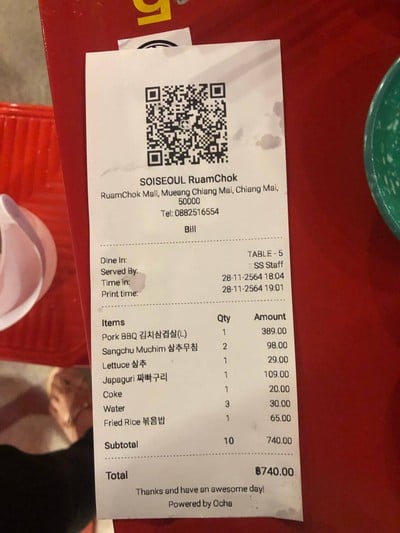 SOISEOUL RuamChok
RuamChok Mall, Mueang Chiang Mai, Chiang Mai,
50000
Tel: 0882516554
Bill
Dine In: TABLE - 5
Served By: SS Staff
Time in: 28-11-2564 18:04
Print time: 28-11-2564 19:01
Items Qty Amount
Pork BBQ 김치삼겹살(L) 1 389.00
Sangchu Muchim 상추무침 2 98.00
Lettuce 상추 1 29.00
Japaguri 짜빠구리 1 109.00
Coke 1 20.00
Water 3 30.00
Fried Rice 볶음밥 1 65.00
Subtotal 10 740.00
Total ฿740.00
Thanks and have an awesome day!
Powered by Ocha